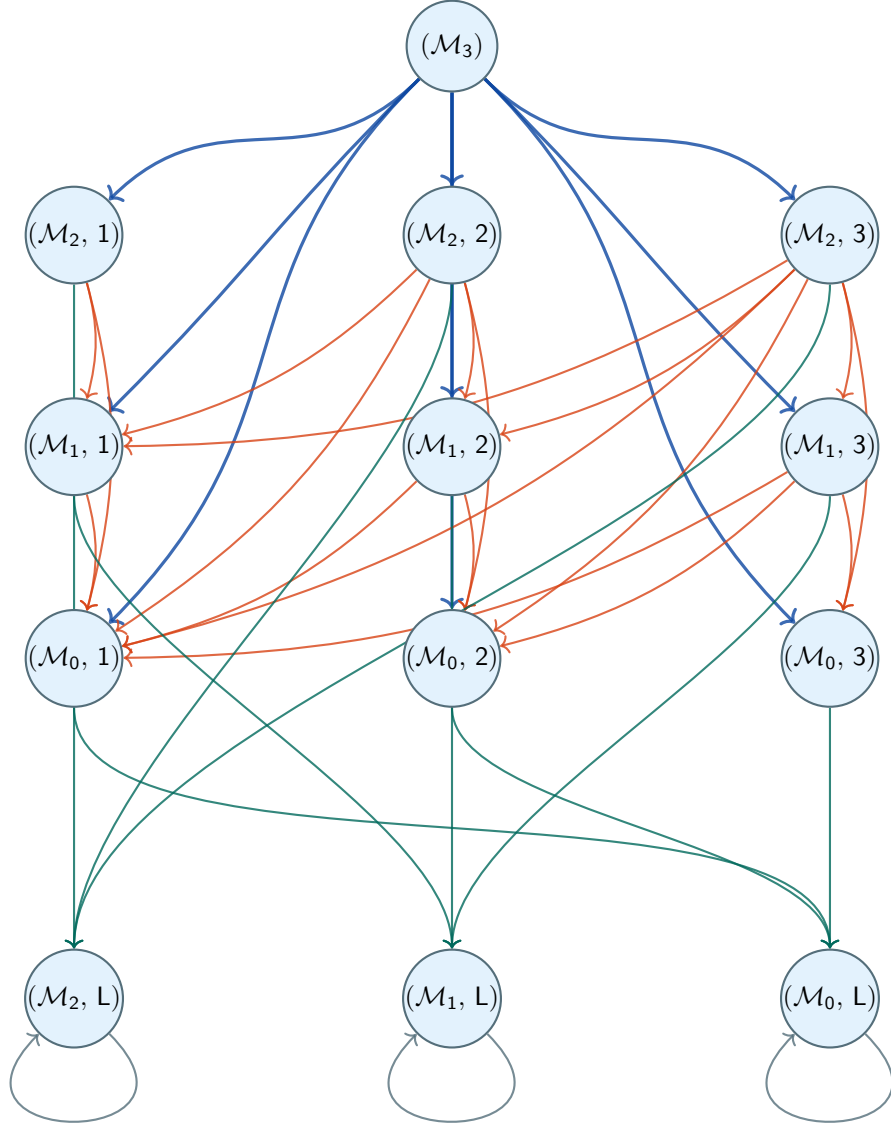 (ℳ₃)
(ℳ₂, 1)
(ℳ₂, 2)
(ℳ₂, 3)
(ℳ₁, 1)
(ℳ₁, 2)
(ℳ₁, 3)
(ℳ₀, 1)
(ℳ₀, 2)
(ℳ₀, 3)
(ℳ₂, L)
(ℳ₁, L)
(ℳ₀, L)